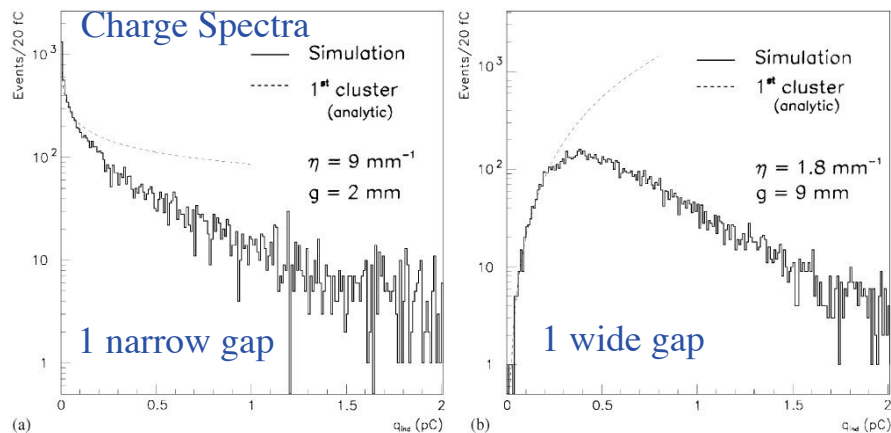 Charge Spectra
Events/20 fC
10³
10²
10
1
Simulation
1ˢᵗ cluster
(analytic)
η = 9 mm⁻¹
g = 2 mm
1 narrow gap
0
0.5
1
1.5
2
(a)
q_ind (pC)
Events/20 fC
10³
10²
10
1
Simulation
1ˢᵗ cluster
(analytic)
η = 1.8 mm⁻¹
g = 9 mm
1 wide gap
0
0.5
1
1.5
2
(b)
q_ind (pC)